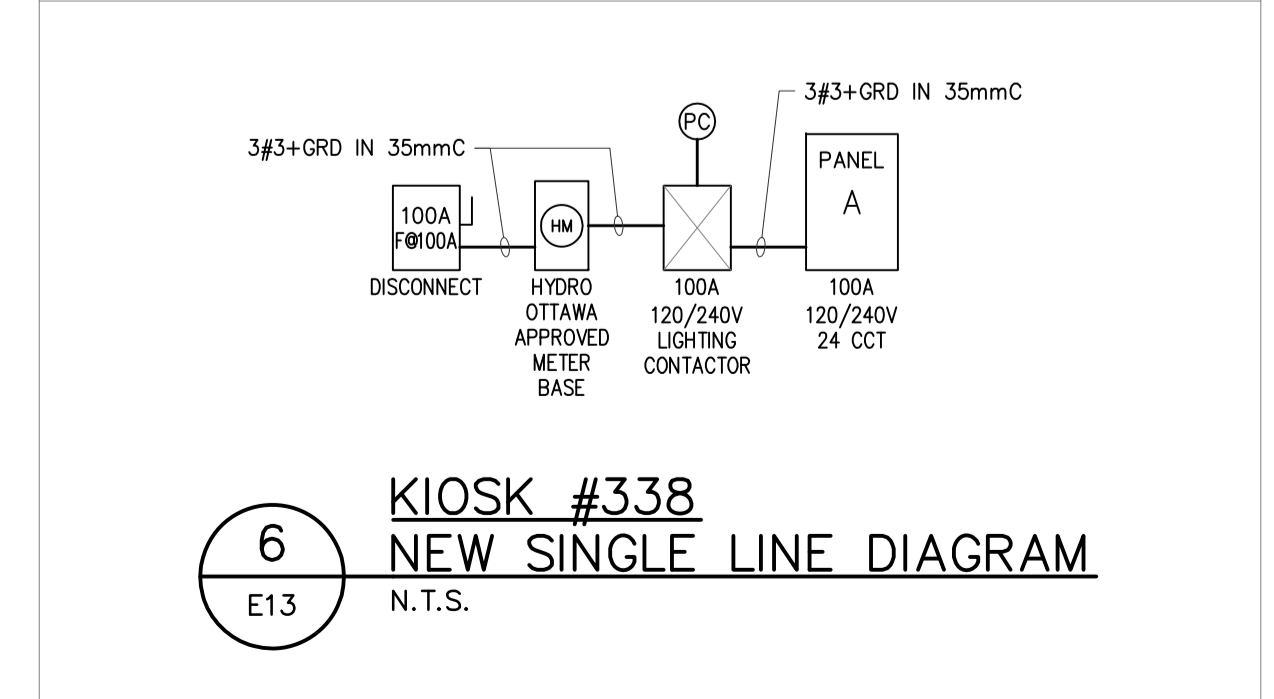 3#3+GRD IN 35mmC
PC
3#3+GRD IN 35mmC
100A
F@100A
DISCONNECT
HM
HYDRO
OTTAWA
APPROVED
METER
BASE
100A
120/240V
LIGHTING
CONTACTOR
PANEL
A
100A
120/240V
24 CCT
6
E13
KIOSK #338
NEW SINGLE LINE DIAGRAM
N.T.S.